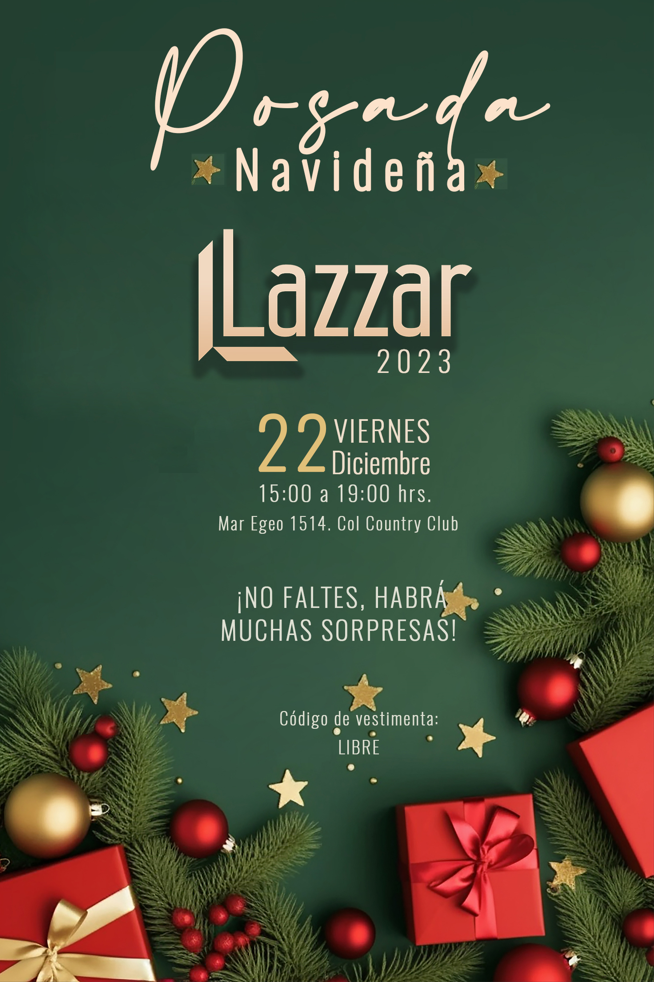 Posada
Navideña
Lazzar
2023
22 VIERNES
Diciembre
15:00 a 19:00 hrs.
Mar Egeo 1514. Col Country Club
¡NO FALTES, HABRÁ
MUCHAS SORPRESAS!
Código de vestimenta:
LIBRE